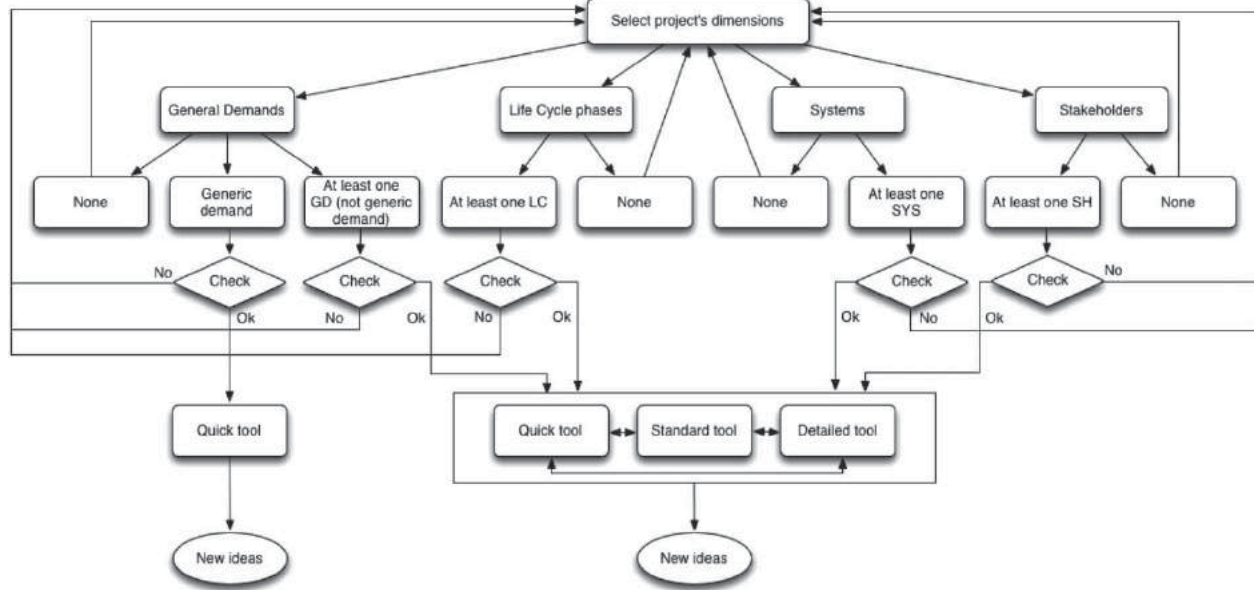 Select project's dimensions
General Demands
Life Cycle phases
Systems
Stakeholders
None
Generic
demand
At least one
GD (not generic
demand)
At least one LC
None
None
At least one
SYS
At least one SH
None
No
Check
Check
Check
Check
Check
No
Ok
No
Ok
No
Ok
Ok
No
Ok
Quick tool
Quick tool
Standard tool
Detailed tool
New ideas
New ideas